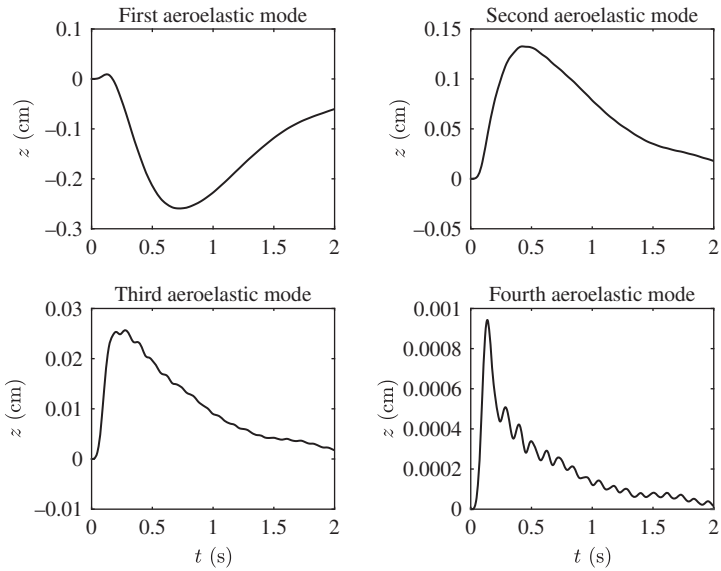 First aeroelastic mode
0.1
0
–0.1
–0.2
–0.3
z (cm)
0 0.5 1 1.5 2
Second aeroelastic mode
0.15
0.10
0.05
0
–0.05
z (cm)
0 0.5 1 1.5 2
Third aeroelastic mode
0.03
0.02
0.01
0
–0.01
z (cm)
0 0.5 1 1.5 2
t (s)
Fourth aeroelastic mode
0.001
0.0008
0.0006
0.0004
0.0002
0
z (cm)
0 0.5 1 1.5 2
t (s)